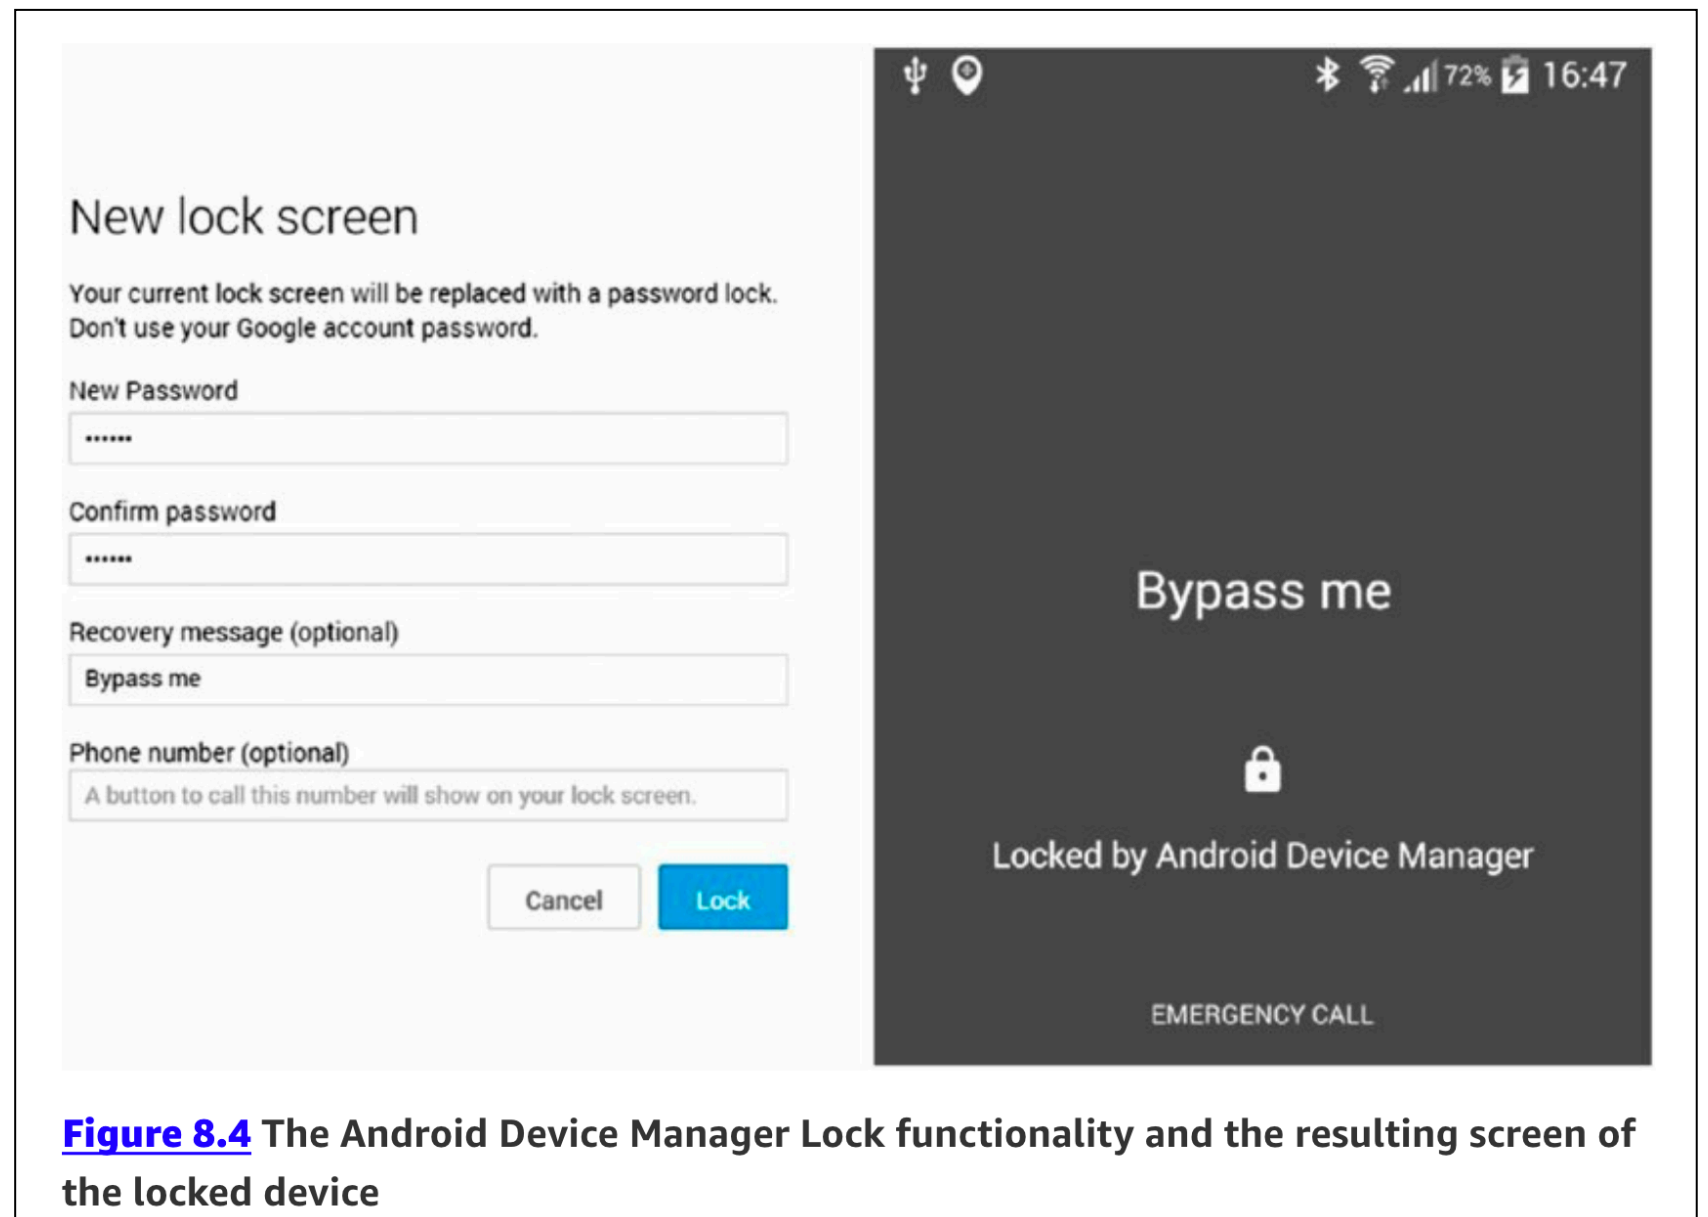 New lock screen
Your current lock screen will be replaced with a password lock.
Don't use your Google account password.
New Password
••••••
Confirm password
••••••
Recovery message (optional)
Bypass me
Phone number (optional)
A button to call this number will show on your lock screen.
Cancel
Lock
72%
16:47
Bypass me
Locked by Android Device Manager
EMERGENCY CALL
Figure 8.4 The Android Device Manager Lock functionality and the resulting screen of
the locked device